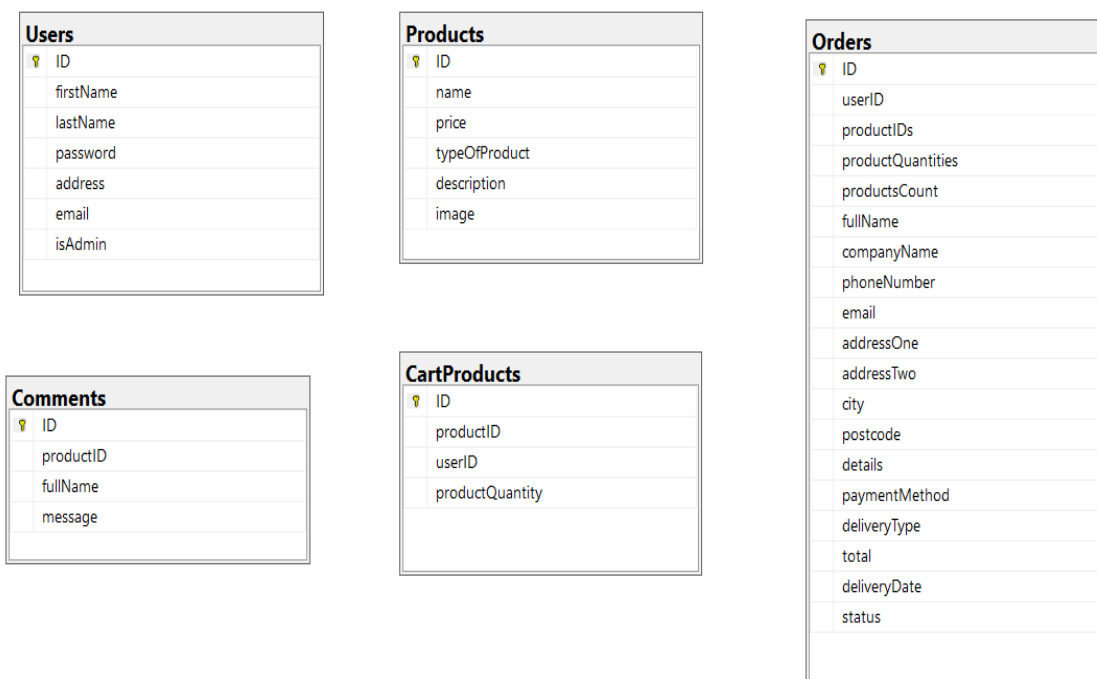 Users
ID
firstName
lastName
password
address
email
isAdmin
Products
ID
name
price
typeOfProduct
description
image
Orders
ID
userID
productIDs
productQuantities
productsCount
fullName
companyName
phoneNumber
email
addressOne
addressTwo
city
postcode
details
paymentMethod
deliveryType
total
deliveryDate
status
Comments
ID
productID
fullName
message
CartProducts
ID
productID
userID
productQuantity